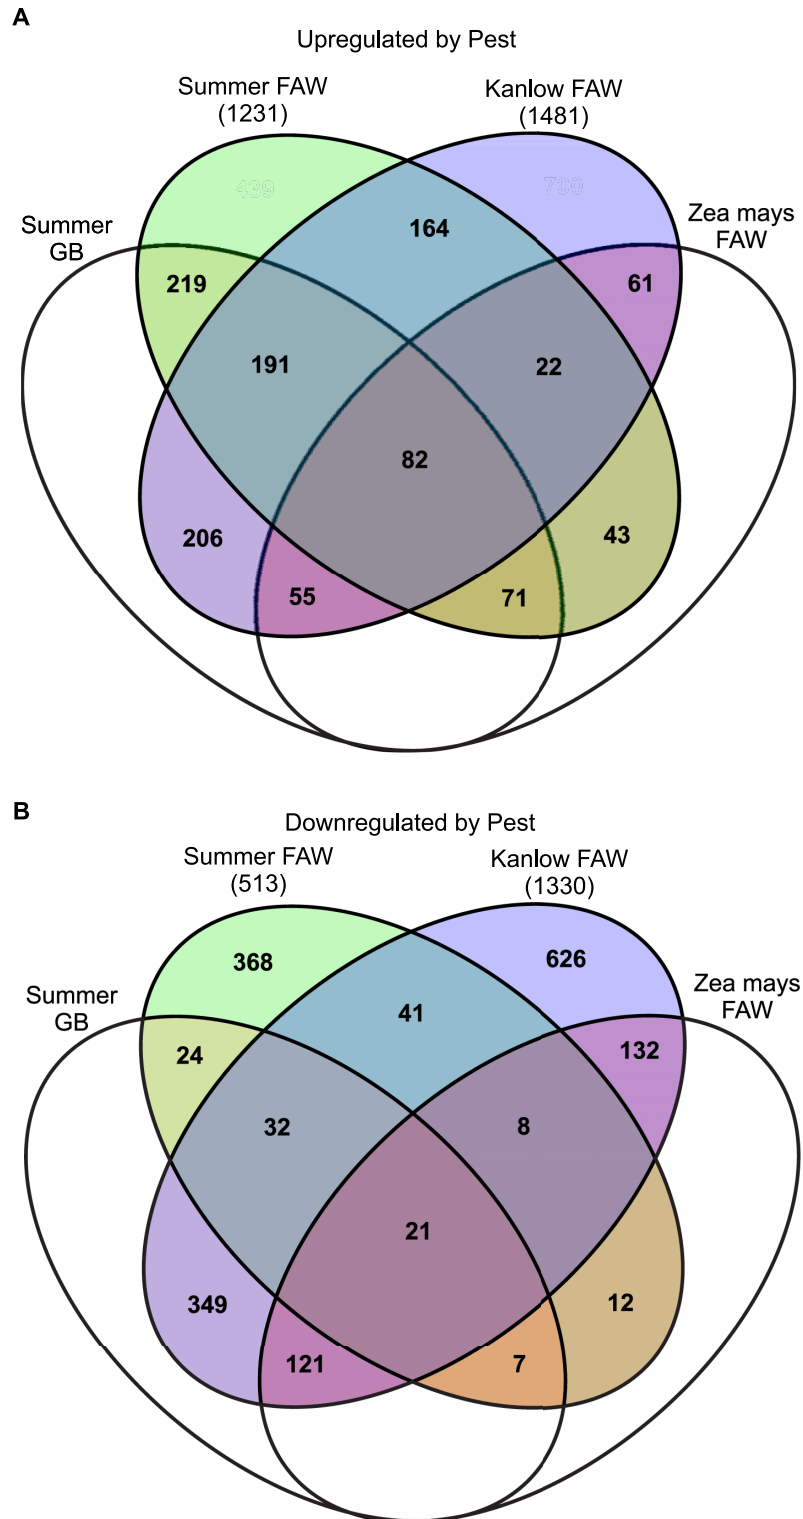 A
Upregulated by Pest
Summer FAW
(1231)
Kanlow FAW
(1481)
Summer
GB
Zea mays
FAW
439
700
164
219
61
191
22
82
206
43
55
71
B
Downregulated by Pest
Summer FAW
(513)
Kanlow FAW
(1330)
Summer
GB
Zea mays
FAW
368
626
41
24
132
32
8
21
349
12
121
7